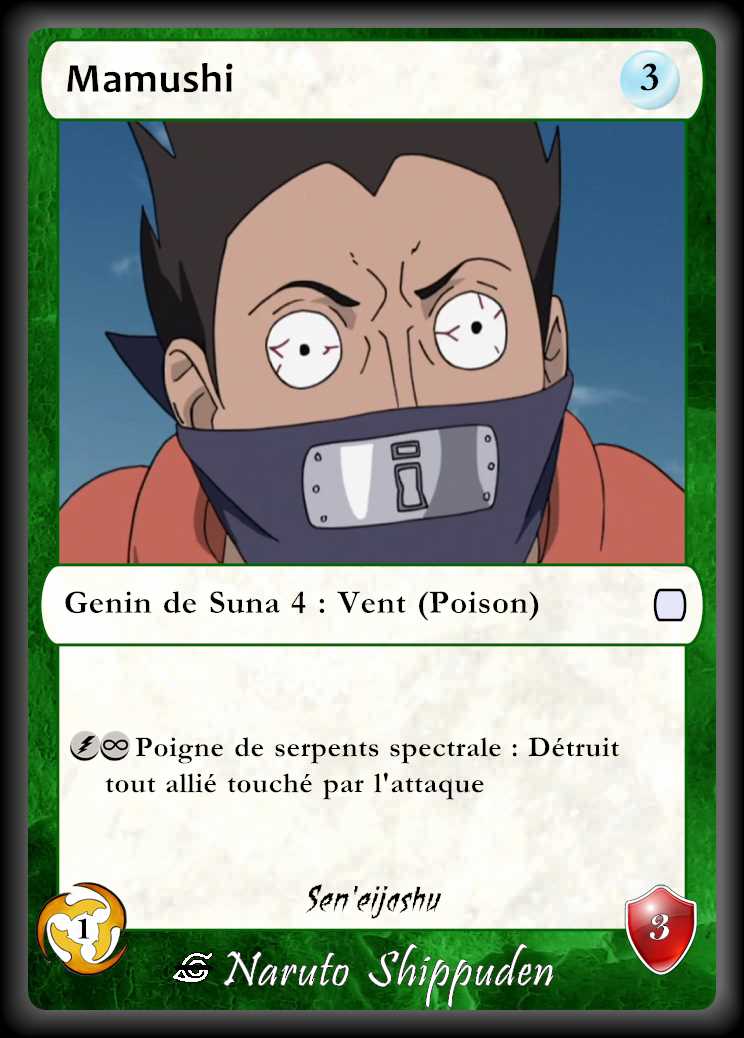 Mamushi
3
Genin de Suna 4 : Vent (Poison)
Poigne de serpents spectrale : Détruit
tout allié touché par l'attaque
Sen'eijashu
1
3
Naruto Shippuden